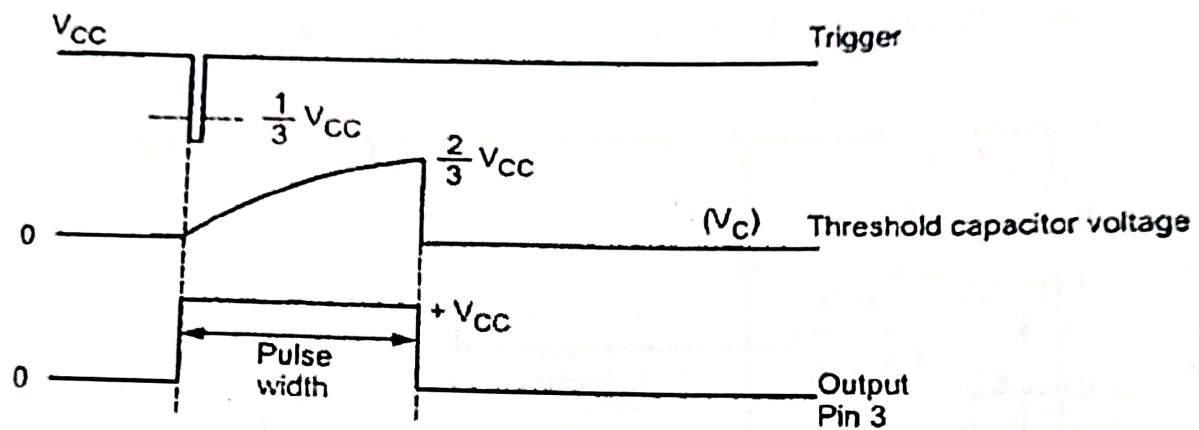 VCC
Trigger
1/3 VCC
2/3 VCC
0
(VC) Threshold capacitor voltage
+ VCC
Pulse
width
0
Output
Pin 3